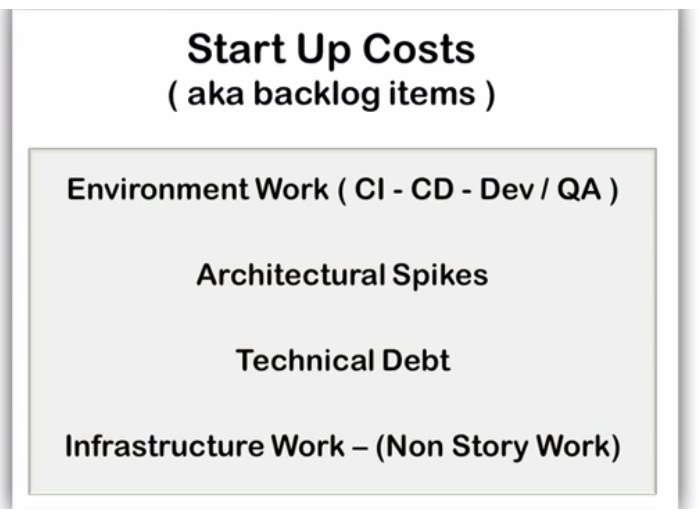 Start Up Costs
( aka backlog items )
Environment Work ( CI - CD - Dev / QA )
Architectural Spikes
Technical Debt
Infrastructure Work – (Non Story Work)